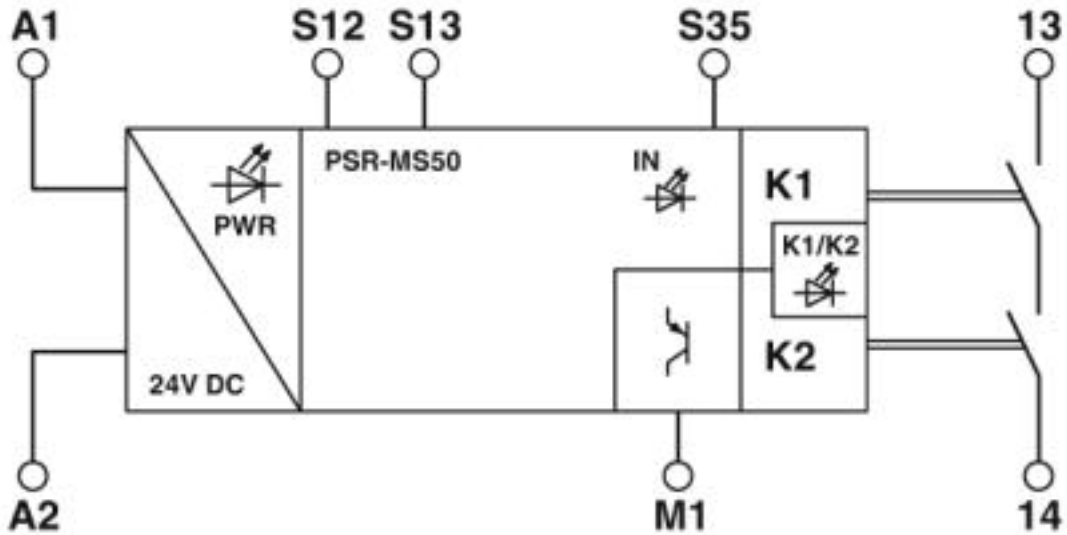 A1
S12
S13
S35
13
PSR-MS50
IN
K1
PWR
K1/K2
24V DC
K2
A2
M1
14